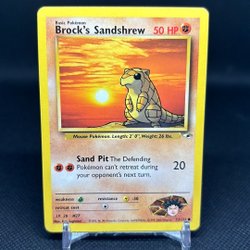 Basic Pokémon
Brock's Sandshrew 50 HP
Mouse Pokémon. Length: 2' 0", Weight: 26 lbs.
Sand Pit The Defending
Pokémon can't retreat during your
opponent's next turn.
20
weakness resistance retreat cost
-30